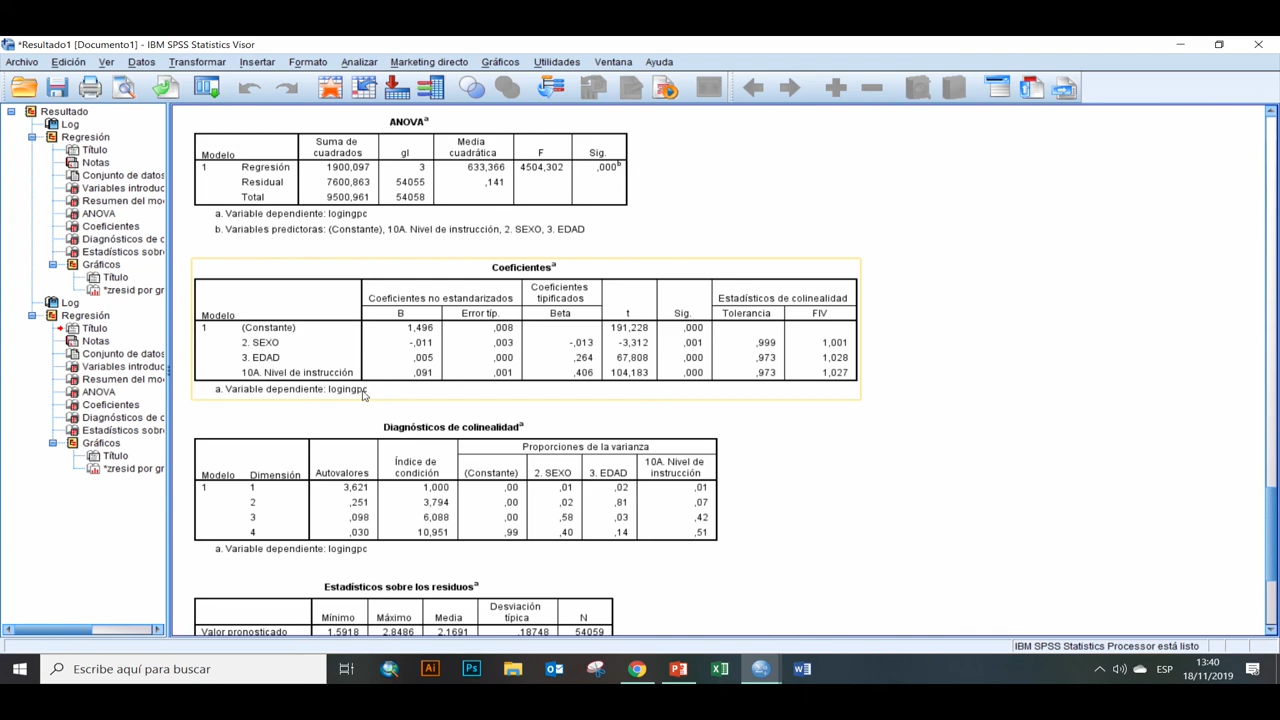 *Resultado1 [Documento1] - IBM SPSS Statistics Visor
Archivo Edición Ver Datos Transformar Insertar Formato Analizar Marketing directo Gráficos Utilidades Ventana Ayuda
Resultado
Log
Regresión
Título
Notas
Conjunto de datos
Variables introduc
Resumen del mo
ANOVA
Coeficientes
Diagnósticos de c
Estadísticos sobre
Gráficos
Título
*zresid por gr
Log
Regresión
Título
Notas
Conjunto de datos
Variables introduc
Resumen del mo
ANOVA
Coeficientes
Diagnósticos de c
Estadísticos sobre
Gráficos
Título
*zresid por gr
ANOVAa
Modelo Suma de cuadrados gl Media cuadrática F Sig.
1 Regresión 1900,097 3 633,366 4504,302 ,000b
Residual 7600,863 54055 ,141
Total 9500,961 54058
a. Variable dependiente: logingpc
b. Variables predictoras: (Constante), 10A. Nivel de instrucción, 2. SEXO, 3. EDAD
Coeficientesa
Modelo Coeficientes no estandarizados Coeficientes tipificados t Sig. Estadísticos de colinealidad
B Error típ. Beta Tolerancia FIV
1 (Constante) 1,496 ,008 191,228 ,000
2. SEXO -,011 ,003 -,013 -3,312 ,001 ,999 1,001
3. EDAD ,005 ,000 ,264 67,808 ,000 ,973 1,028
10A. Nivel de instrucción ,091 ,001 ,406 104,183 ,000 ,973 1,027
a. Variable dependiente: logingpc
Diagnósticos de colinealidada
Modelo Dimensión Autovalores Índice de condición Proporciones de la varianza
(Constante) 2. SEXO 3. EDAD 10A. Nivel de instrucción
1 1 3,621 1,000 ,00 ,01 ,02 ,01
2 ,251 3,794 ,00 ,02 ,81 ,07
3 ,098 6,088 ,00 ,58 ,03 ,42
4 ,030 10,951 ,99 ,40 ,14 ,51
a. Variable dependiente: logingpc
Estadísticos sobre los residuosa
Mínimo Máximo Media Desviación típica N
Valor pronosticado 1,5918 2,8486 2,1691 ,18748 54059
IBM SPSS Statistics Processor está listo
Escribe aquí para buscar
ESP
13:40
18/11/2019